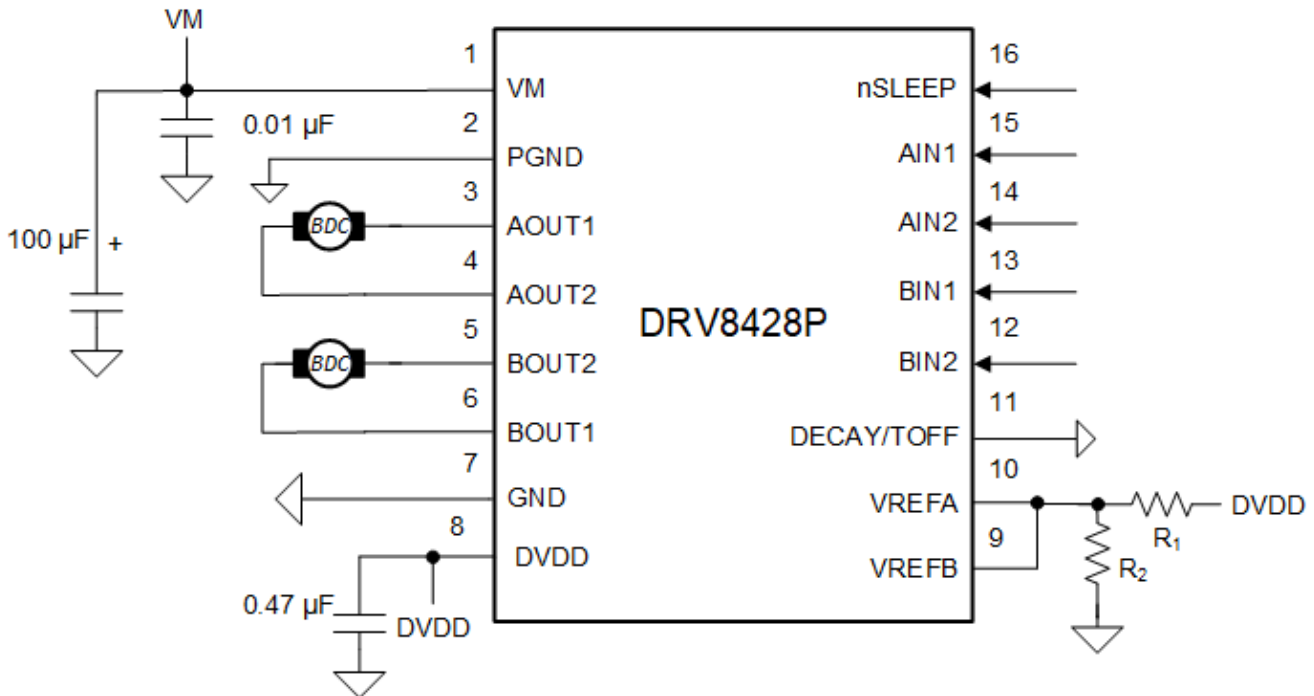 VM
1
VM
0.01 µF
2
PGND
3
BDC
AOUT1
100 µF +
4
AOUT2
5
BDC
BOUT2
6
BOUT1
7
GND
8
DVDD
0.47 µF
DVDD
DRV8428P
16
nSLEEP
15
AIN1
14
AIN2
13
BIN1
12
BIN2
11
DECAY/TOFF
10
VREFA
9
VREFB
R1
DVDD
R2